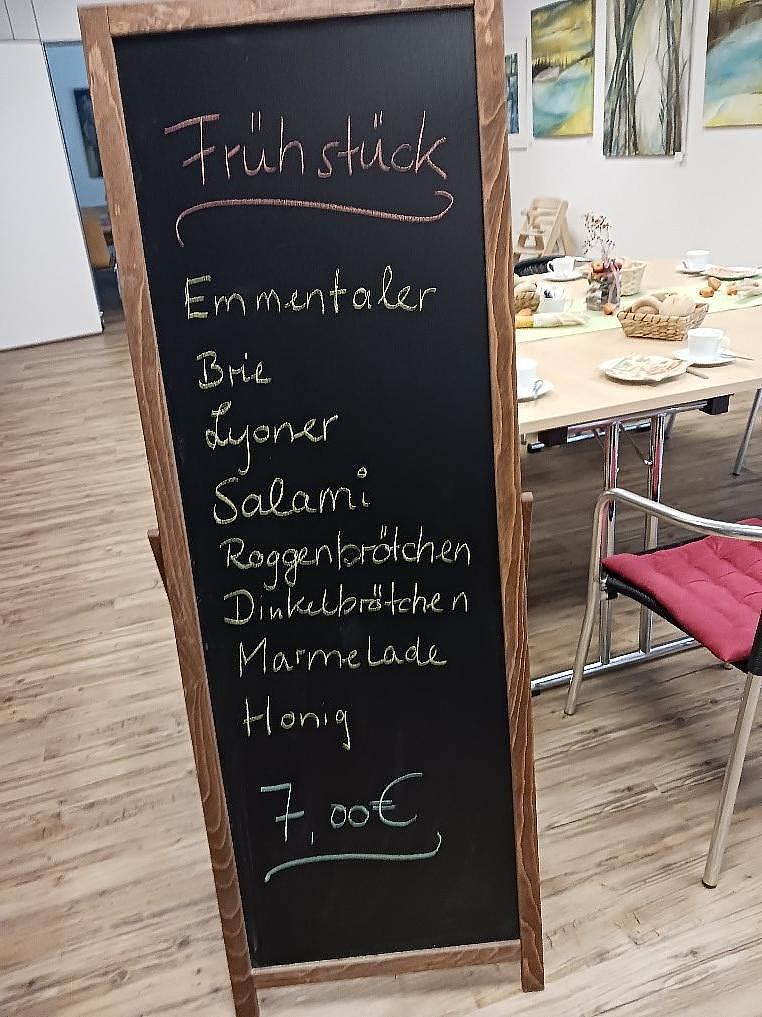 Frühstück
Emmentaler
Brie
Lyoner
Salami
Roggenbrötchen
Dinkelbrötchen
Marmelade
Honig
7,00€